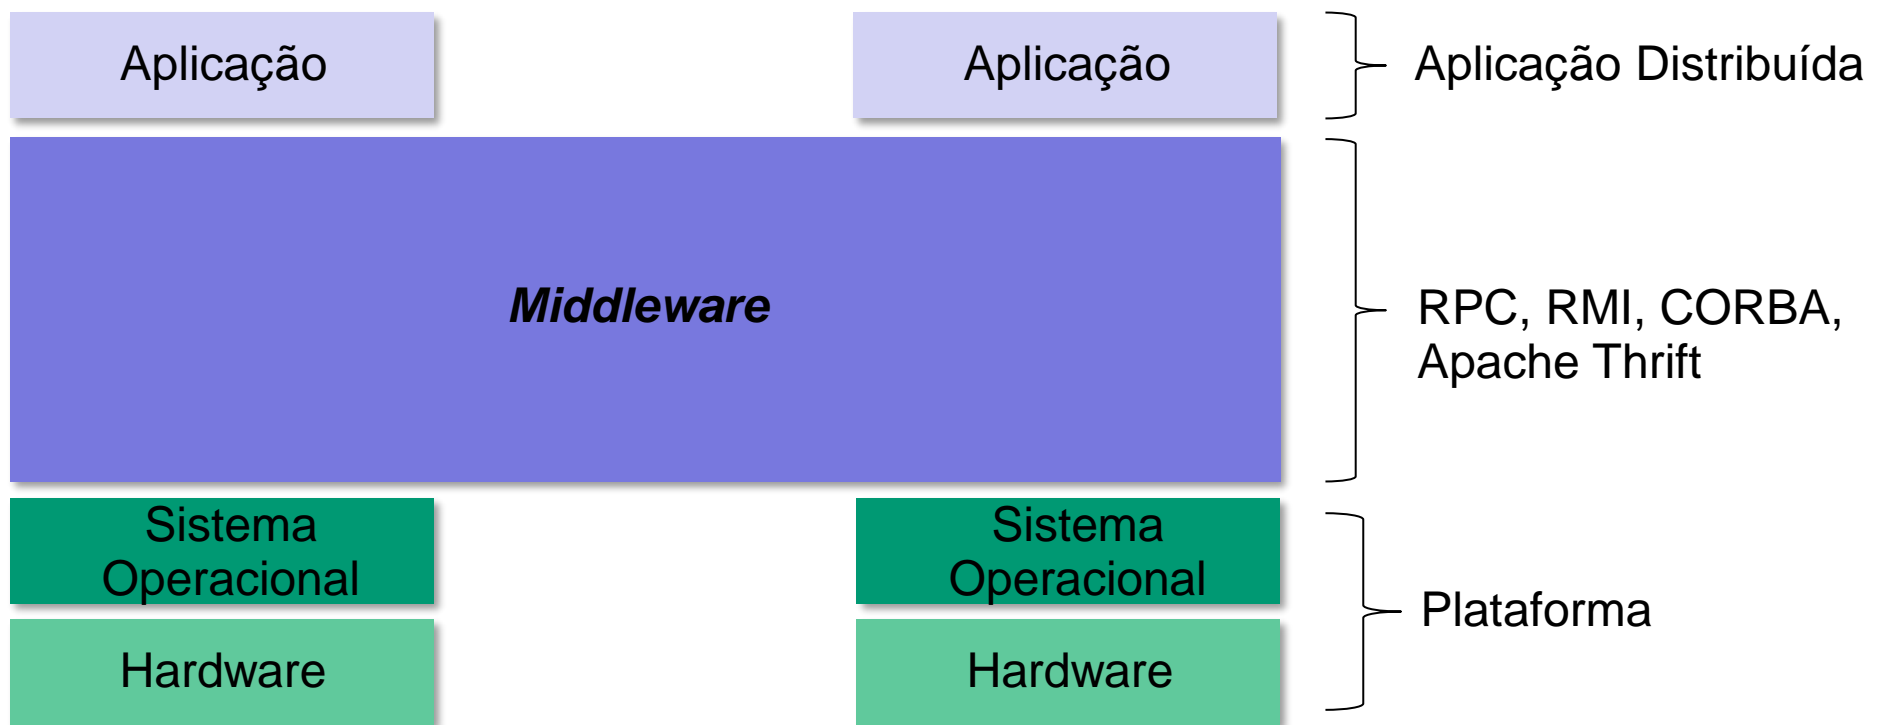 Aplicação
Aplicação
Aplicação Distribuída
Middleware
RPC, RMI, CORBA,
Apache Thrift
Sistema
Operacional
Sistema
Operacional
Plataforma
Hardware
Hardware